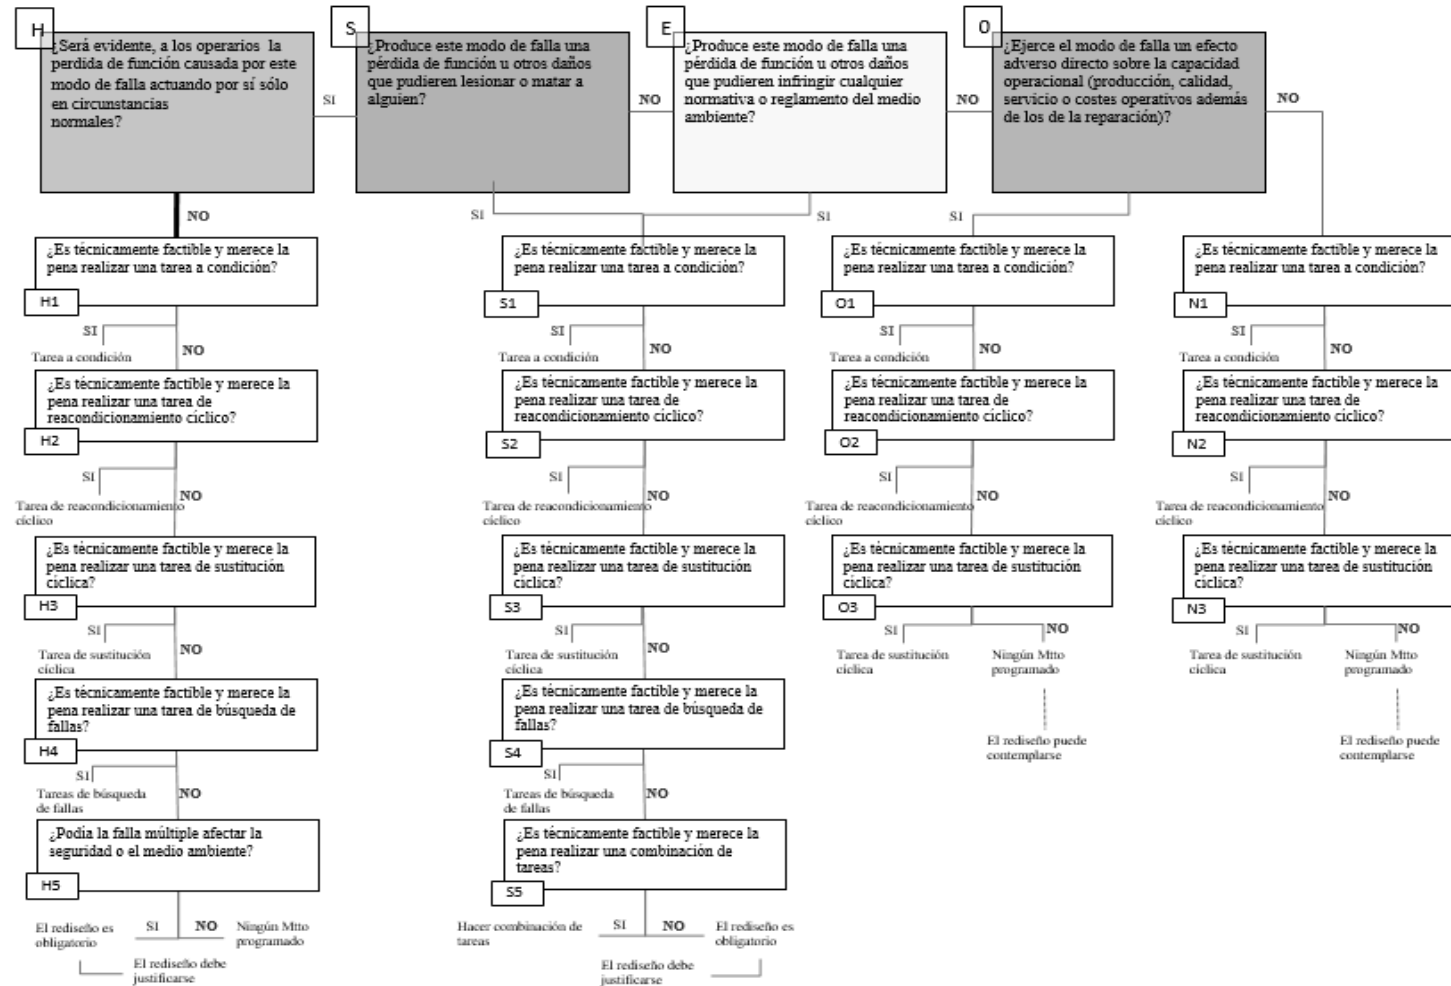 H
¿Será evidente, a los operarios la
perdida de función causada por este
modo de falla actuando por sí sólo
en circunstancias
normales?
SI
S
¿Produce este modo de falla una
pérdida de función u otros daños
que pudieren lesionar o matar a
alguien?
NO
E
¿Produce este modo de falla una
pérdida de función u otros daños
que pudieren infringir cualquier
normativa o reglamento del medio
ambiente?
NO
O
¿Ejerce el modo de falla un efecto
adverso directo sobre la capacidad
operacional (producción, calidad,
servicio o costes operativos además
de los de la reparación)?
NO
NO
SI
SI
SI
¿Es técnicamente factible y merece la
pena realizar una tarea a condición?
H1
SI
NO
Tarea a condición
¿Es técnicamente factible y merece la
pena realizar una tarea de
reacondicionamiento cíclico?
H2
SI
NO
Tarea de reacondicionamiento
cíclico
¿Es técnicamente factible y merece la
pena realizar una tarea de sustitución
cíclica?
H3
SI
NO
Tarea de sustitución
cíclica
¿Es técnicamente factible y merece la
pena realizar una tarea de búsqueda de
fallas?
H4
SI
NO
Tareas de búsqueda
de fallas
¿Podía la falla múltiple afectar la
seguridad o el medio ambiente?
H5
El rediseño es
obligatorio
SI
NO
Ningún Mtto
programado
El rediseño debe
justificarse
¿Es técnicamente factible y merece la
pena realizar una tarea a condición?
S1
SI
NO
Tarea a condición
¿Es técnicamente factible y merece la
pena realizar una tarea de
reacondicionamiento cíclico?
S2
SI
NO
Tarea de reacondicionamiento
cíclico
¿Es técnicamente factible y merece la
pena realizar una tarea de sustitución
cíclica?
S3
SI
NO
Tarea de sustitución
cíclica
¿Es técnicamente factible y merece la
pena realizar una tarea de búsqueda de
fallas?
S4
SI
NO
Tareas de búsqueda
de fallas
¿Es técnicamente factible y merece la
pena realizar una combinación de
tareas?
S5
Hacer combinación de
tareas
SI
NO
El rediseño es
obligatorio
El rediseño debe
justificarse
¿Es técnicamente factible y merece la
pena realizar una tarea a condición?
O1
SI
NO
Tarea a condición
¿Es técnicamente factible y merece la
pena realizar una tarea de
reacondicionamiento cíclico?
O2
SI
NO
Tarea de reacondicionamiento
cíclico
¿Es técnicamente factible y merece la
pena realizar una tarea de sustitución
cíclica?
O3
SI
NO
Tarea de sustitución
cíclica
Ningún Mtto
programado
El rediseño puede
contemplarse
¿Es técnicamente factible y merece la
pena realizar una tarea a condición?
N1
SI
NO
Tarea a condición
¿Es técnicamente factible y merece la
pena realizar una tarea de
reacondicionamiento cíclico?
N2
SI
NO
Tarea de reacondicionamiento
cíclico
¿Es técnicamente factible y merece la
pena realizar una tarea de sustitución
cíclica?
N3
SI
NO
Tarea de sustitución
cíclica
Ningún Mtto
programado
El rediseño puede
contemplarse